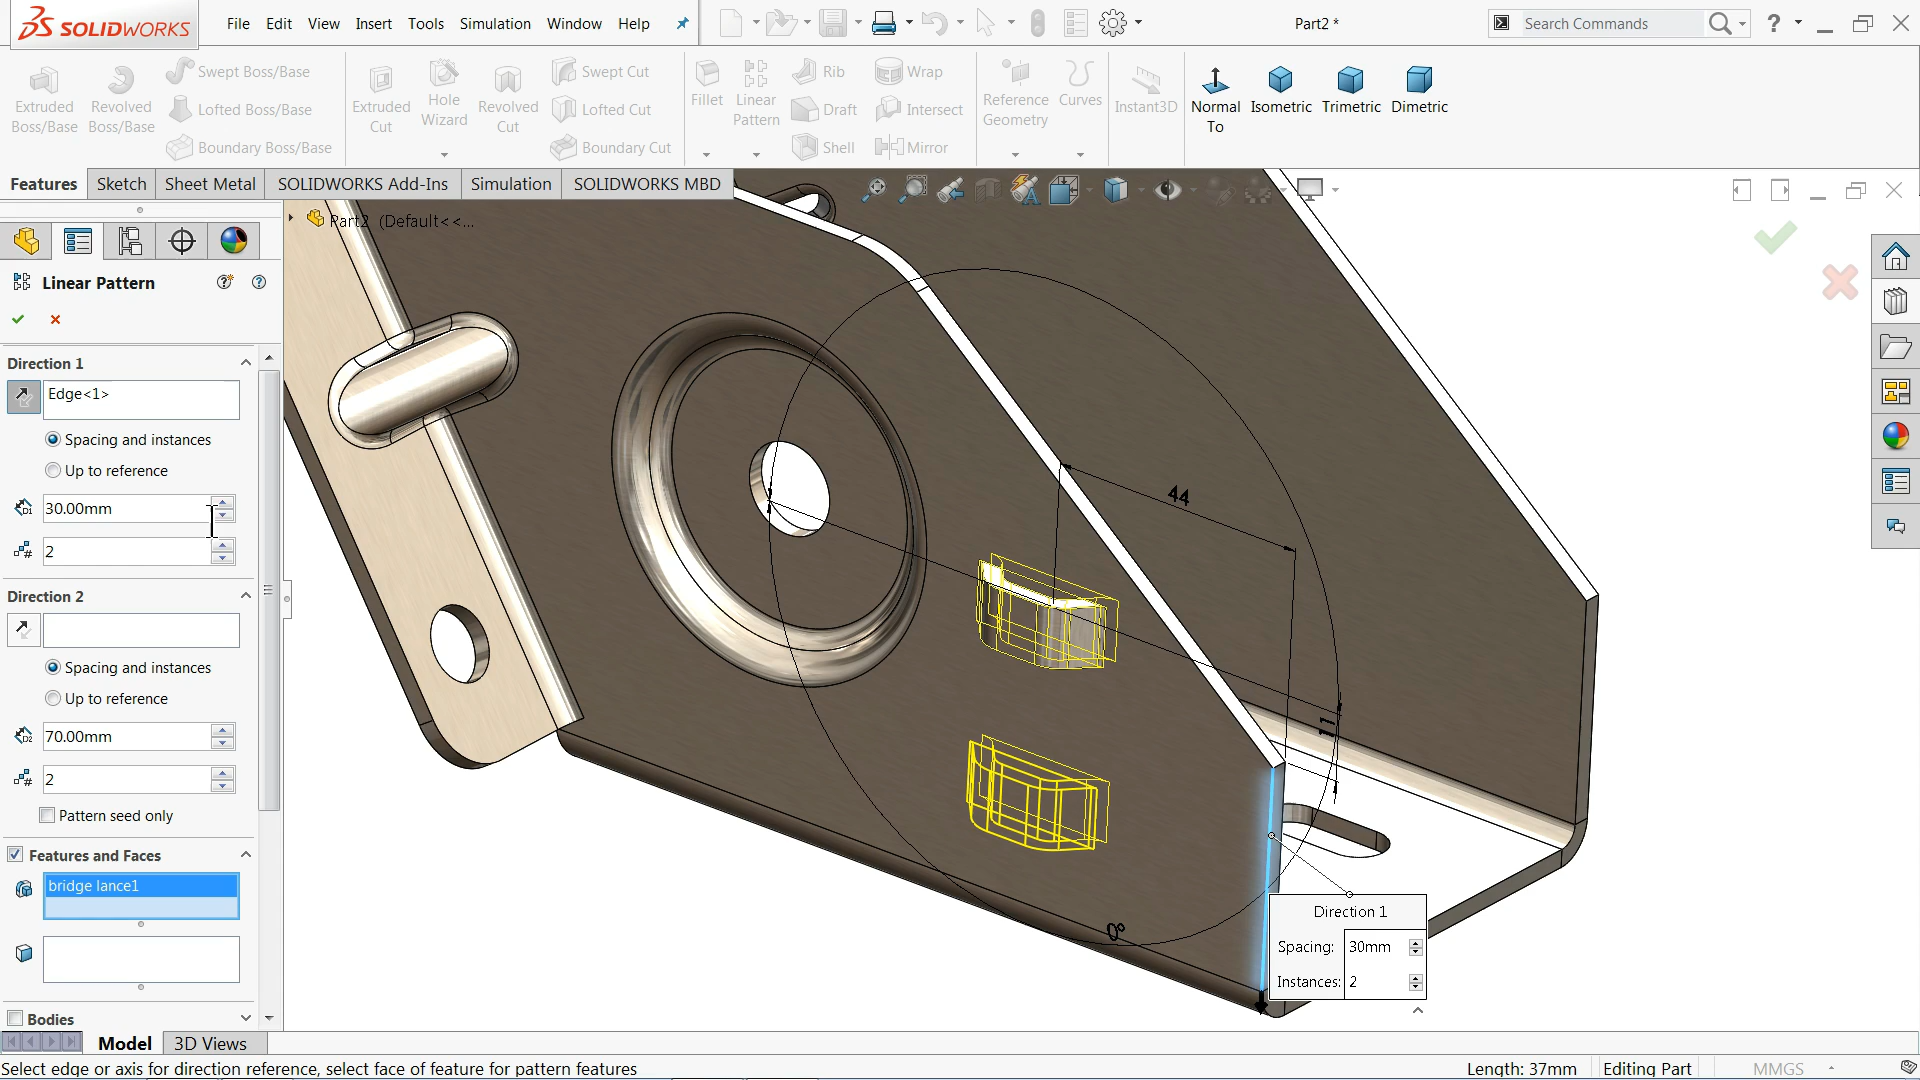 SOLIDWORKS
File Edit View Insert Tools Simulation Window Help
Part2 *
Search Commands
Extruded Boss/Base
Revolved Boss/Base
Swept Boss/Base
Lofted Boss/Base
Boundary Boss/Base
Extruded Cut
Hole Wizard
Revolved Cut
Swept Cut
Lofted Cut
Boundary Cut
Fillet
Linear Pattern
Rib
Draft
Shell
Wrap
Intersect
Mirror
Reference Geometry
Curves
Instant3D
Normal To
Isometric
Trimetric
Dimetric
Features Sketch Sheet Metal SOLIDWORKS Add-Ins Simulation SOLIDWORKS MBD
Part2 (Default<<...
Linear Pattern
Direction 1
Edge<1>
Spacing and instances
Up to reference
30.00mm
2
Direction 2
Spacing and instances
Up to reference
70.00mm
2
Pattern seed only
Features and Faces
bridge lance1
Bodies
44
11
0°
Direction 1
Spacing: 30mm
Instances: 2
Model 3D Views
Select edge or axis for direction reference, select face of feature for pattern features
Length: 37mm Editing Part MMGS